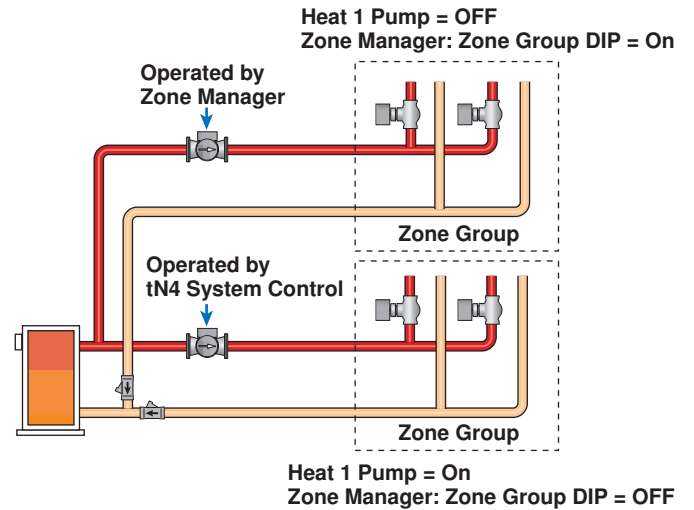 Heat 1 Pump = OFF
Zone Manager: Zone Group DIP = On
Operated by
Zone Manager
Zone Group
Operated by
tN4 System Control
Zone Group
Heat 1 Pump = On
Zone Manager: Zone Group DIP = OFF